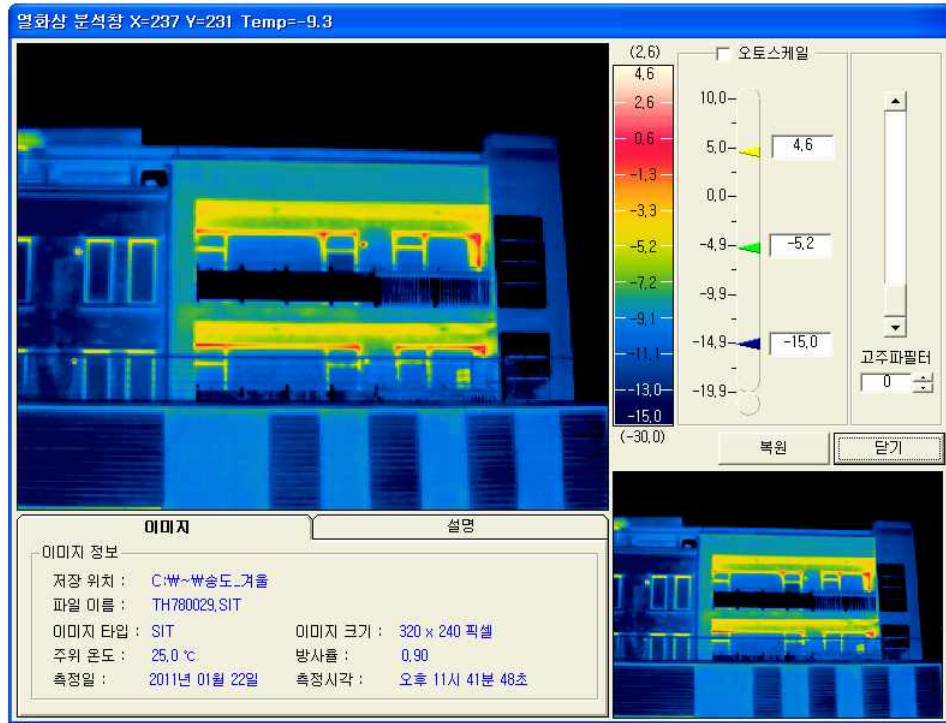 열화상 분석창 X=237 Y=231 Temp=-9.3
(2,6)
4,6
2,6
0,6
-1,3
-3,3
-5,2
-7,2
-9,1
-11,1
-13,0
-15,0
(-30,0)
오토스케일
10,0
5,0
0,0
-4,9
-9,9
-14,9
-19,9
4,6
-5,2
-15,0
고주파필터
0
복원
닫기
이미지
설명
이미지 정보
저장 위치 : C:₩~₩송도_겨울
파일 이름 : TH780029,SIT
이미지 타입 : SIT 이미지 크기 : 320 x 240 픽셀
주위 온도 : 25,0 ℃ 방사율 : 0,90
측정일 : 2011년 01월 22일 측정시각 : 오후 11시 41분 48초